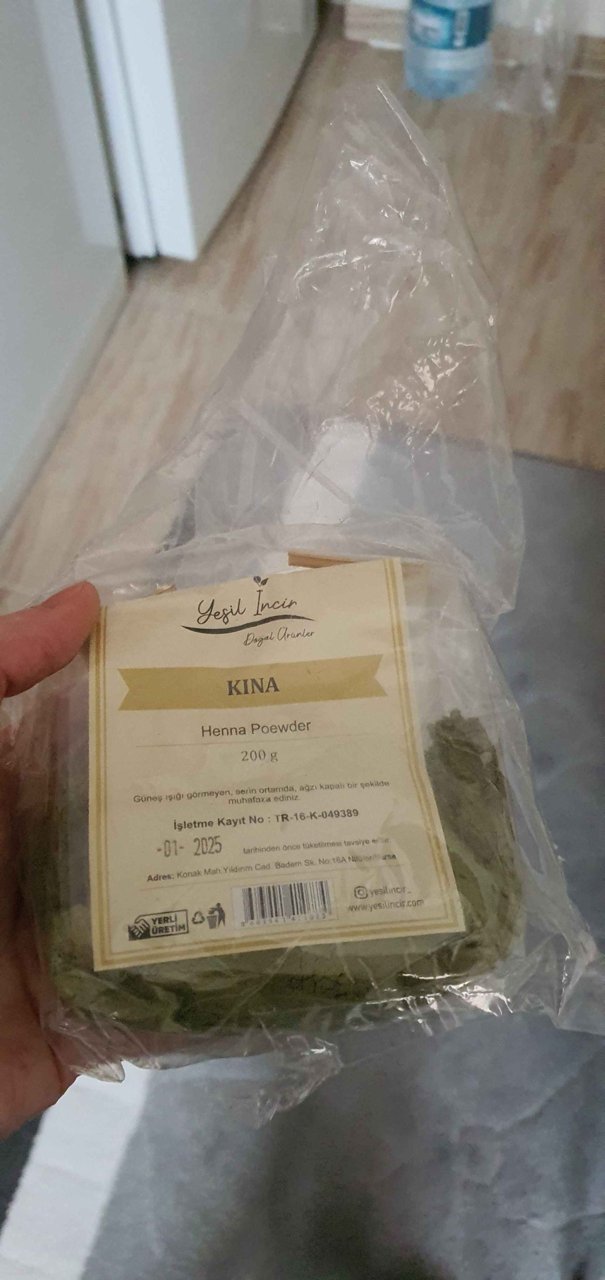 Yeşil İncir
Doğal Ürünler
KINA
Henna Poewder
200 g
Güneş ışığı görmeyen, serin ortamda, ağzı kapalı bir şekilde
muhafaza ediniz.
İşletme Kayıt No : TR-16-K-049389
-01- 2025 tarihinden önce tüketilmesi tavsiye edilir.
Adres: Konak Mah.Yıldırım Cad. Badem Sk. No:16A Nilüfer/Bursa
YERLİ
ÜRETİM
yesilincir_
www.yesilincir.com